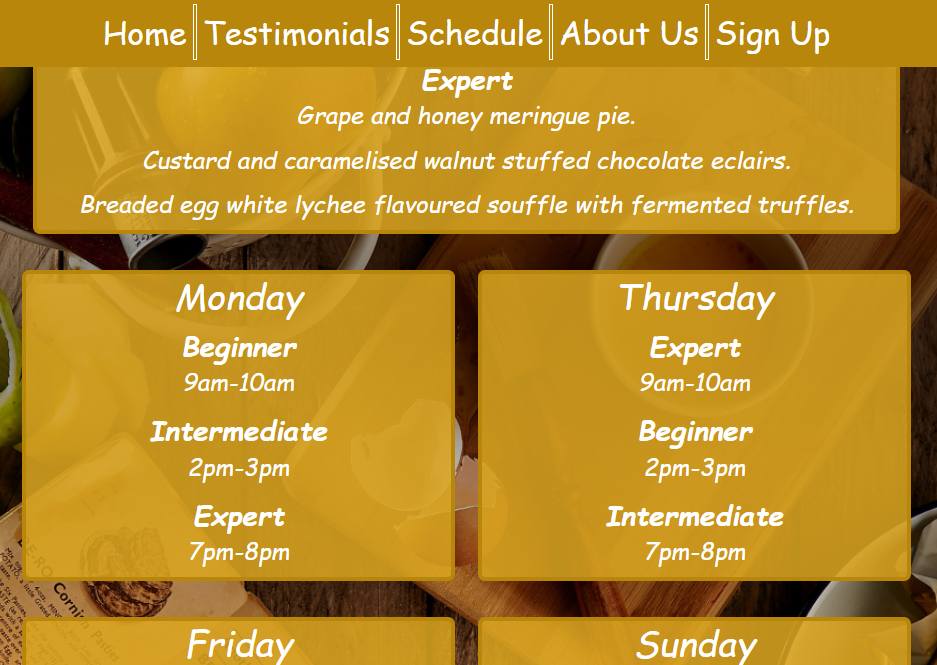 Home Testimonials Schedule About Us Sign Up
Expert
Grape and honey meringue pie.
Custard and caramelised walnut stuffed chocolate eclairs.
Breaded egg white lychee flavoured souffle with fermented truffles.
Monday
Beginner
9am-10am
Intermediate
2pm-3pm
Expert
7pm-8pm
Thursday
Expert
9am-10am
Beginner
2pm-3pm
Intermediate
7pm-8pm
Friday
Sunday